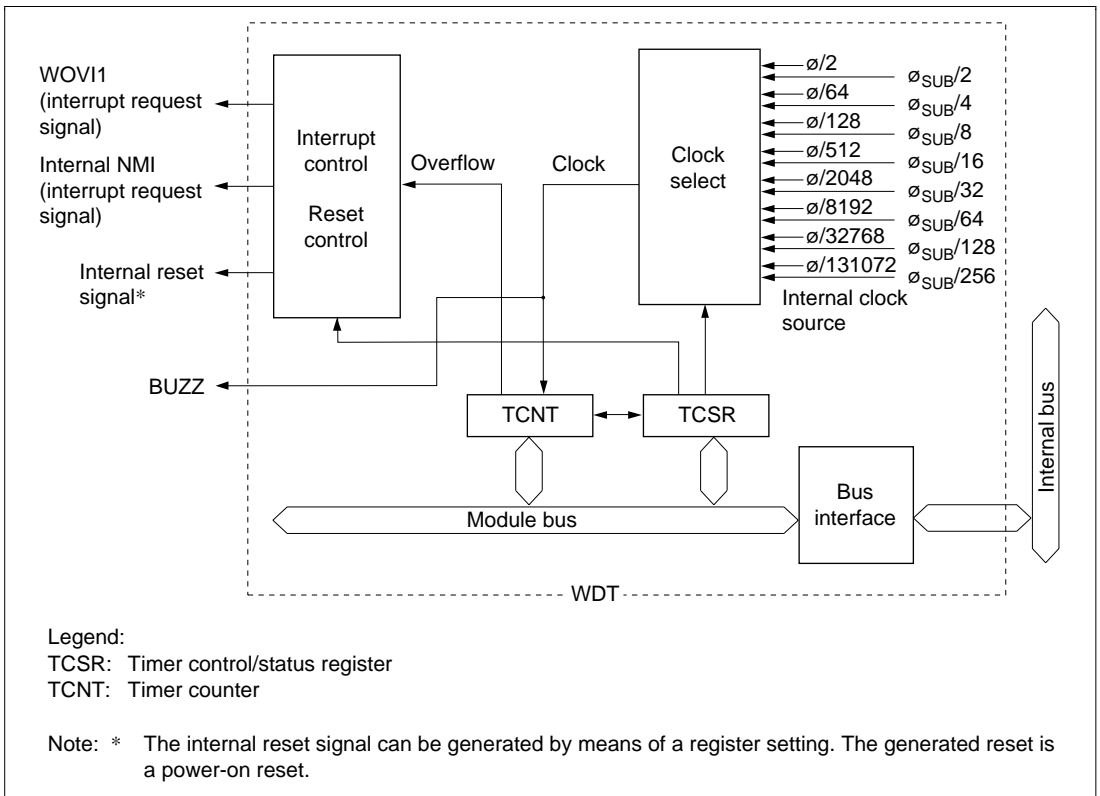 WOVI1
(interrupt request
signal)
Internal NMI
(interrupt request
signal)
Internal reset
signal*
BUZZ
Interrupt
control
Reset
control
Overflow
Clock
Clock
select
ø/2
ø/64
ø/128
ø/512
ø/2048
ø/8192
ø/32768
ø/131072
øSUB/2
øSUB/4
øSUB/8
øSUB/16
øSUB/32
øSUB/64
øSUB/128
øSUB/256
Internal clock
source
TCNT
TCSR
Module bus
Bus
interface
Internal bus
WDT
Legend:
TCSR: Timer control/status register
TCNT: Timer counter
Note: * The internal reset signal can be generated by means of a register setting. The generated reset is
a power-on reset.